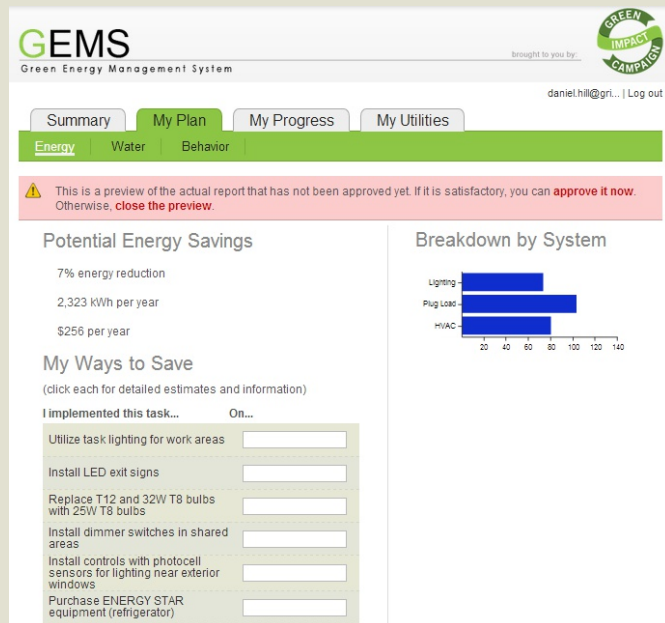 GEMS
Green Energy Management System
brought to you by:
GREEN
IMPACT
CAMPAIGN
daniel.hill@gri... | Log out
Summary My Plan My Progress My Utilities
Energy Water Behavior
This is a preview of the actual report that has not been approved yet. If it is satisfactory, you can approve it now.
Otherwise, close the preview.
Potential Energy Savings
7% energy reduction
2,323 kWh per year
$256 per year
My Ways to Save
(click each for detailed estimates and information)
I implemented this task... On...
Utilize task lighting for work areas
Install LED exit signs
Replace T12 and 32W T8 bulbs
with 25W T8 bulbs
Install dimmer switches in shared
areas
Install controls with photocell
sensors for lighting near exterior
windows
Purchase ENERGY STAR
equipment (refrigerator)
Breakdown by System
Lighting
Plug Load
HVAC
20 40 60 80 100 120 140